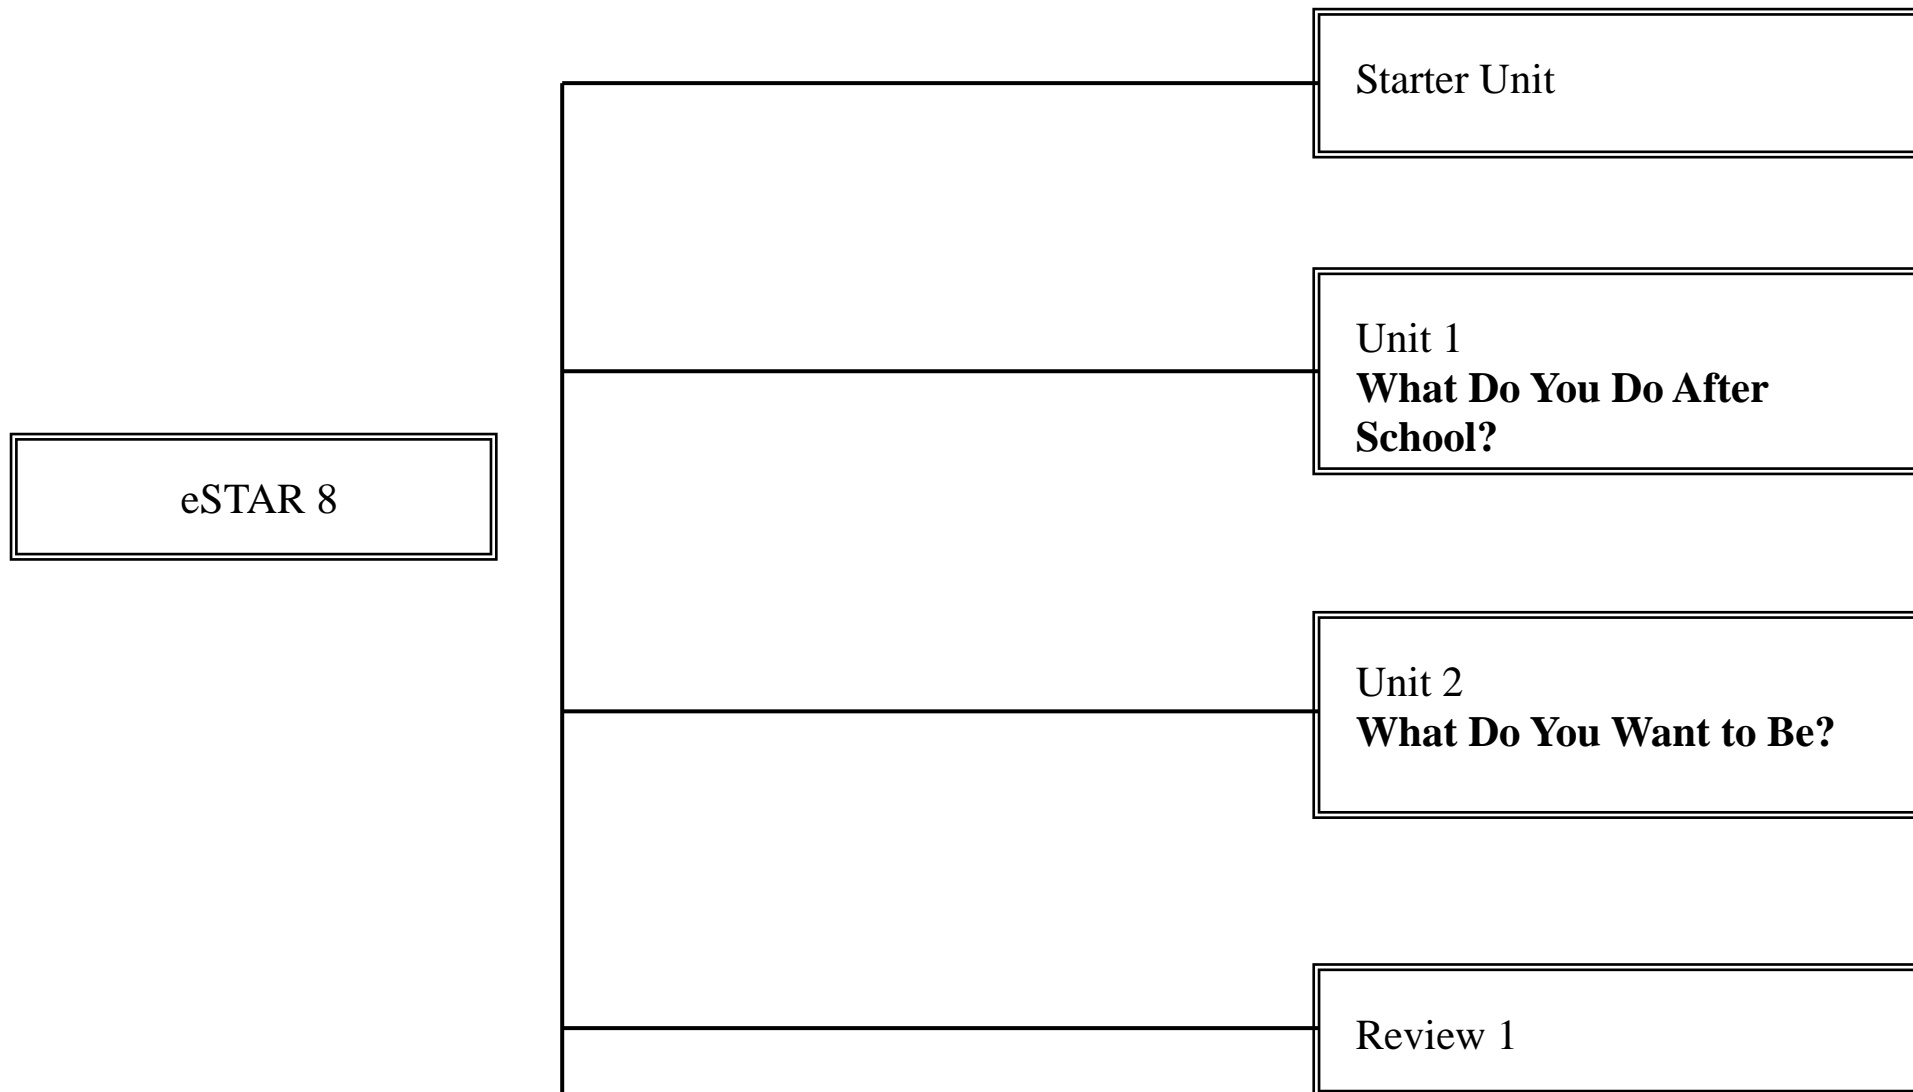 eSTAR 8
Starter Unit
Unit 1
What Do You Do After
School?
Unit 2
What Do You Want to Be?
Review 1